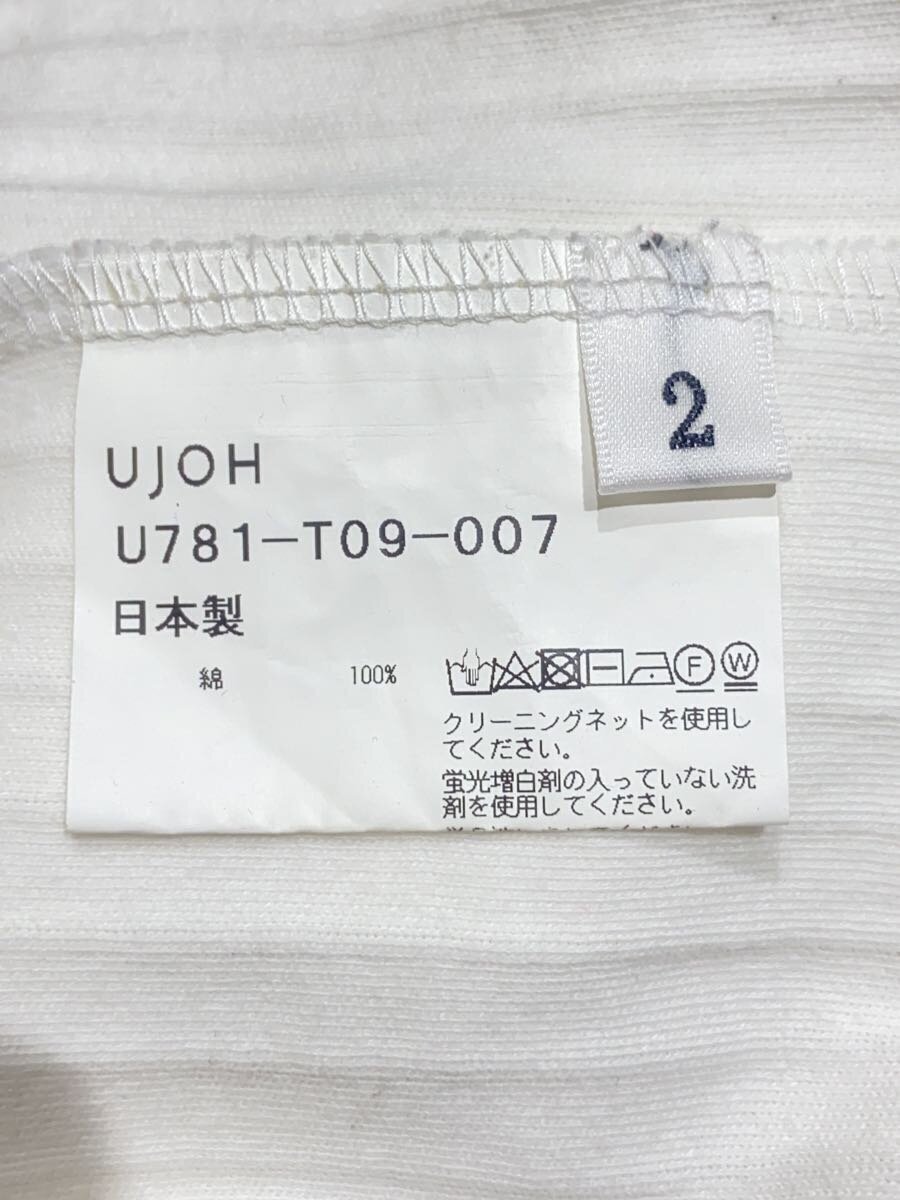 2
UJOH
U781-T09-007
日本製
綿 100%
F W
クリーニングネットを使用し
てください。
蛍光増白剤の入っていない洗
剤を使用してください。